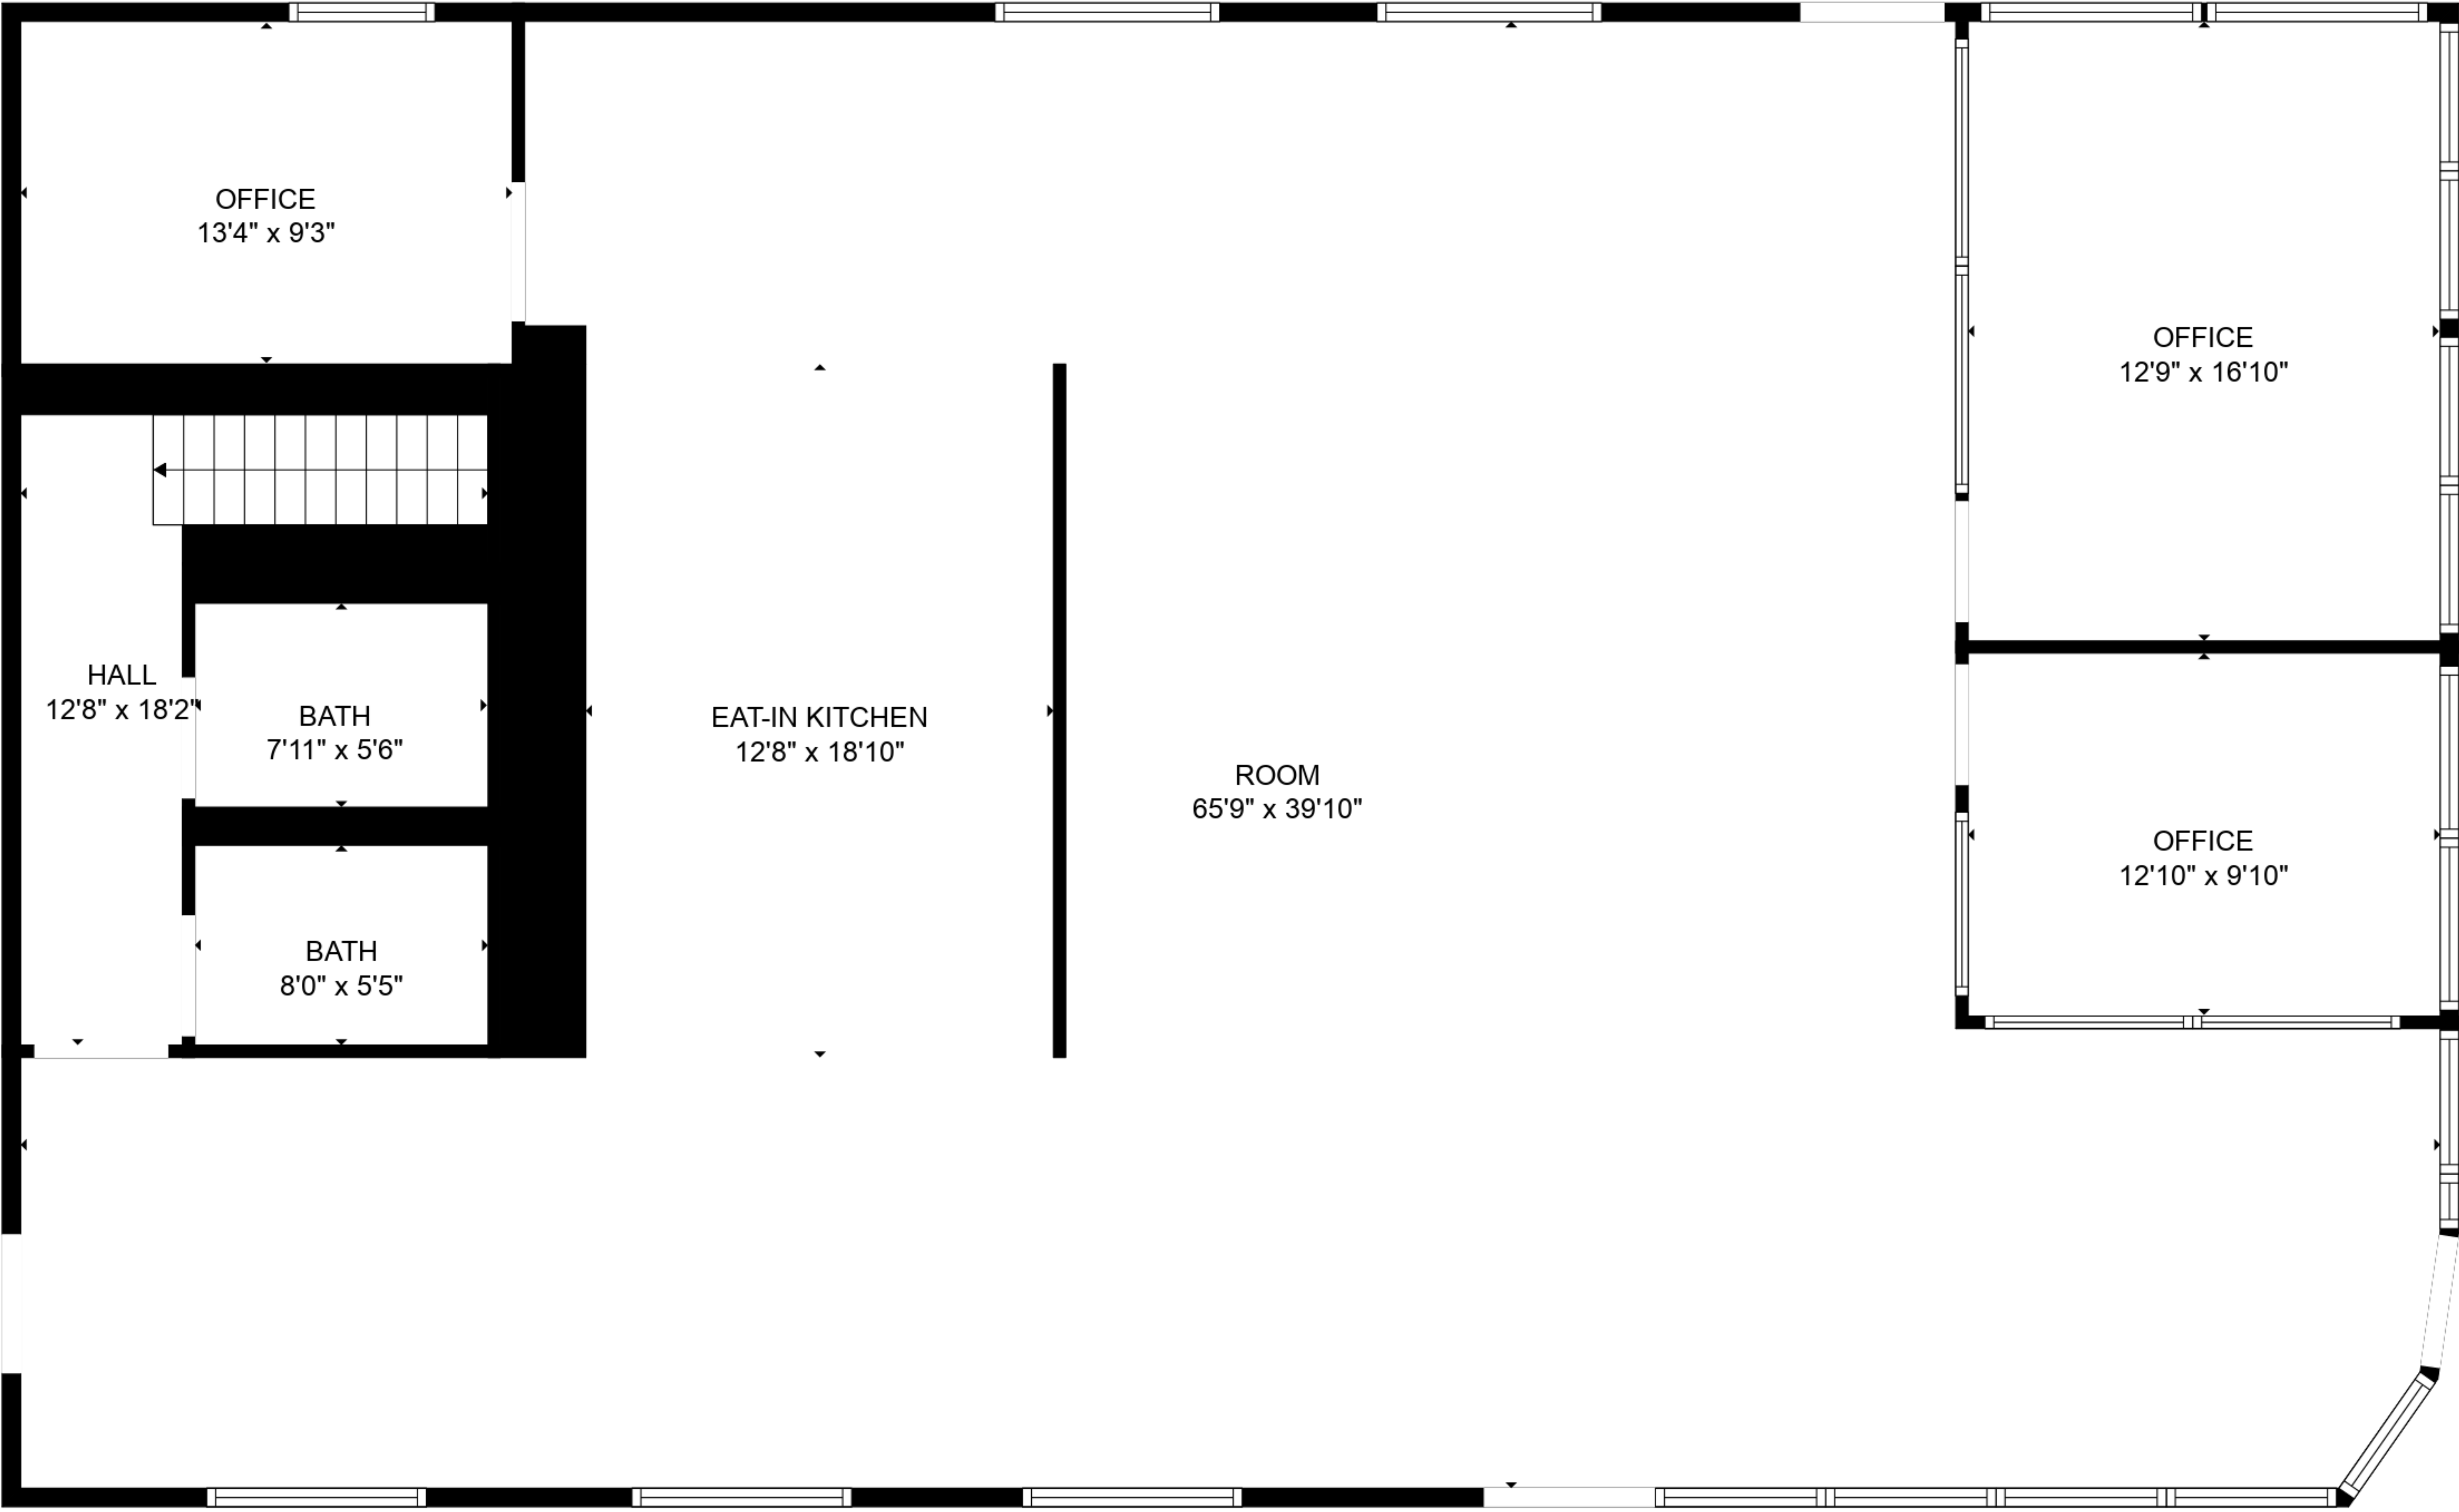 OFFICE
13'4" x 9'3"
OFFICE
12'9" x 16'10"
HALL
12'8" x 18'2"
BATH
7'11" x 5'6"
EAT-IN KITCHEN
12'8" x 18'10"
ROOM
65'9" x 39'10"
OFFICE
12'10" x 9'10"
BATH
8'0" x 5'5"